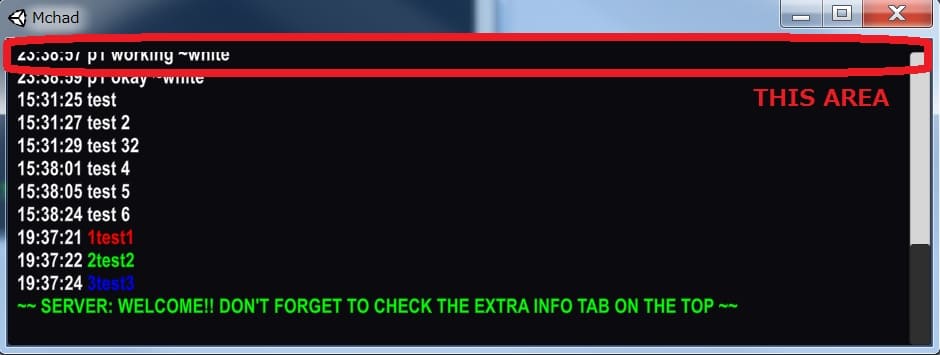 Mchad
23:38:57 p1 working ~white
23:38:59 p1 okay ~white
THIS AREA
15:31:25 test
15:31:27 test 2
15:31:29 test 32
15:38:01 test 4
15:38:05 test 5
15:38:24 test 6
19:37:21 1test1
19:37:22 2test2
19:37:24 3test3
~~ SERVER: WELCOME!! DON'T FORGET TO CHECK THE EXTRA INFO TAB ON THE TOP ~~